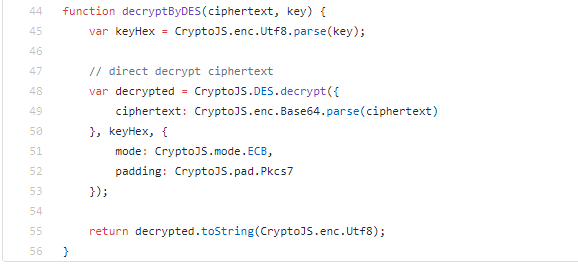 44 function decryptByDES(ciphertext, key) {
45     var keyHex = CryptoJS.enc.Utf8.parse(key);
46
47     // direct decrypt ciphertext
48     var decrypted = CryptoJS.DES.decrypt({
49         ciphertext: CryptoJS.enc.Base64.parse(ciphertext)
50     }, keyHex, {
51         mode: CryptoJS.mode.ECB,
52         padding: CryptoJS.pad.Pkcs7
53     });
54
55     return decrypted.toString(CryptoJS.enc.Utf8);
56 }